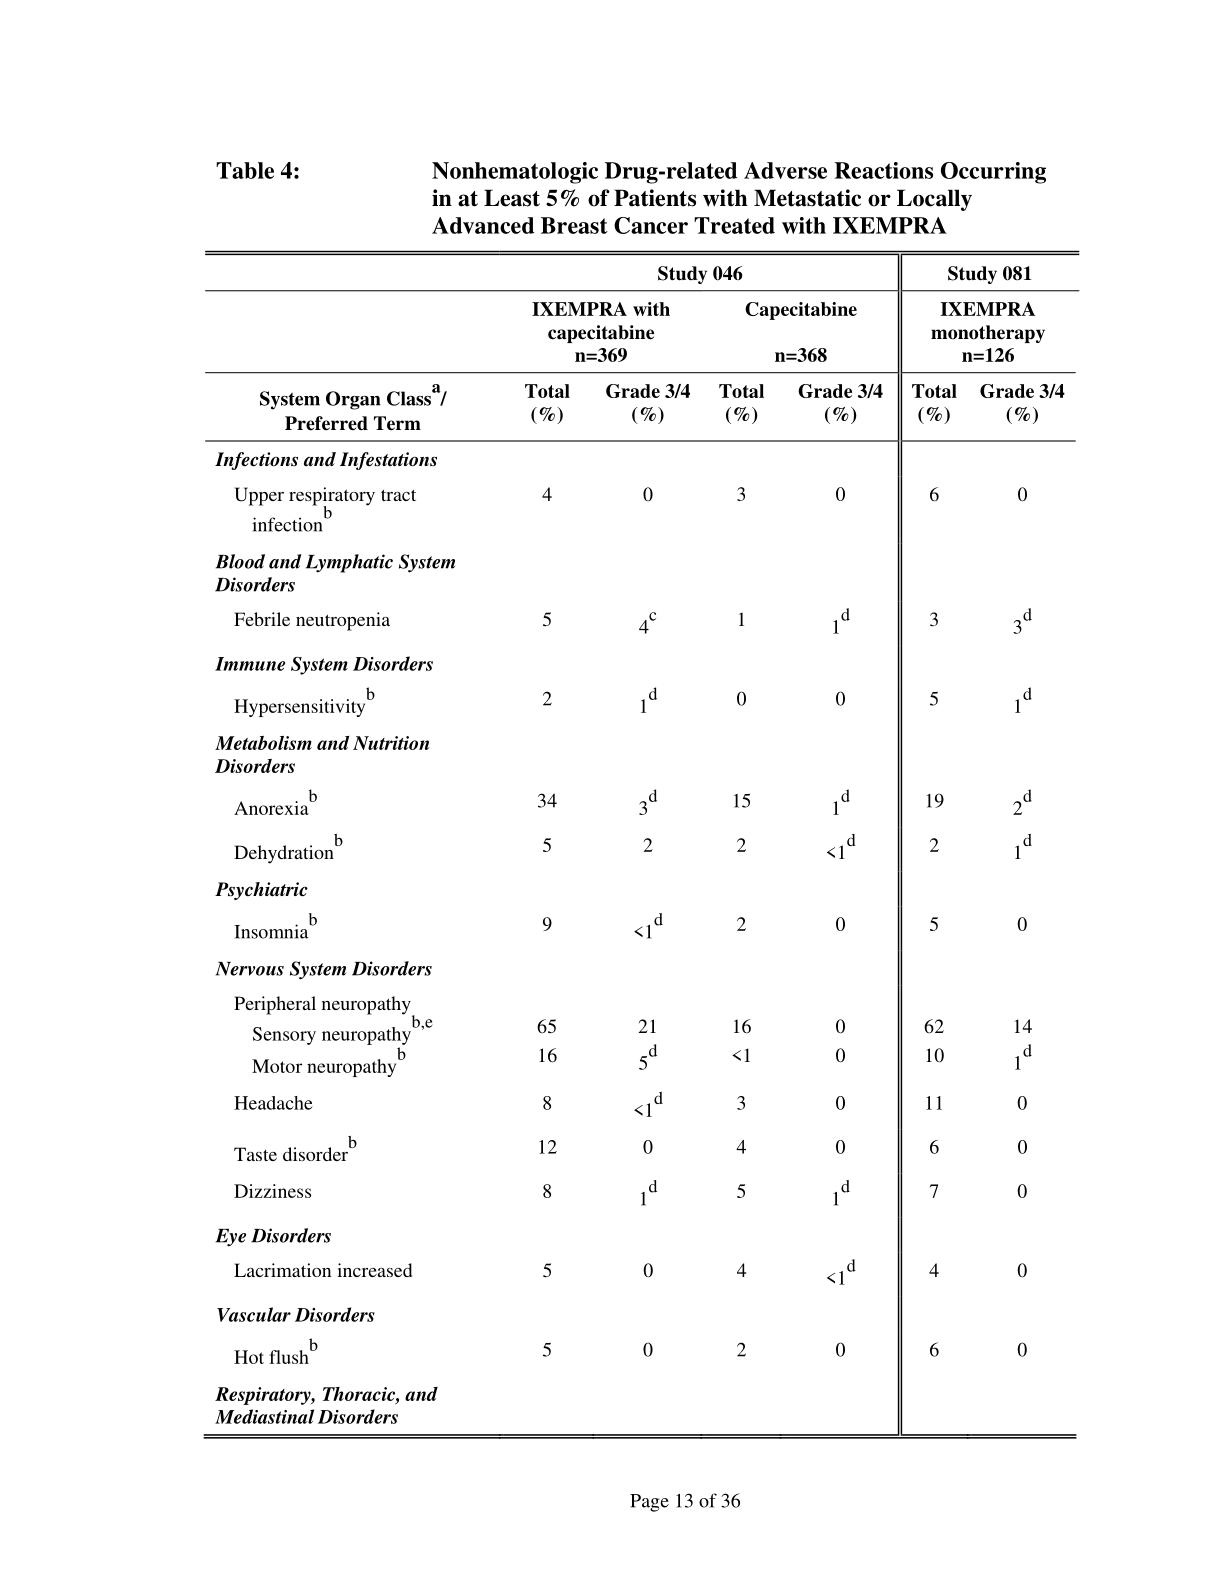 Table 4: Nonhematologic Drug-related Adverse Reactions Occurring
in at Least 5% of Patients with Metastatic or Locally
Advanced Breast Cancer Treated with IXEMPRA
Study 046 Study 081
IXEMPRA with Capecitabine IXEMPRA
capecitabine monotherapy
n=369 n=368 n=126
System Organ Class^a/ Total Grade 3/4 Total Grade 3/4 Total Grade 3/4
Preferred Term (%) (%) (%) (%) (%) (%)
Infections and Infestations
Upper respiratory tract 4 0 3 0 6 0
infection^b
Blood and Lymphatic System
Disorders
Febrile neutropenia 5 4^c 1 1^d 3 3^d
Immune System Disorders
Hypersensitivity^b 2 1^d 0 0 5 1^d
Metabolism and Nutrition
Disorders
Anorexia^b 34 3^d 15 1^d 19 2^d
Dehydration^b 5 2 2 <1^d 2 1^d
Psychiatric
Insomnia^b 9 <1^d 2 0 5 0
Nervous System Disorders
Peripheral neuropathy
Sensory neuropathy^b,e 65 21 16 0 62 14
Motor neuropathy^b 16 5^d <1 0 10 1^d
Headache 8 <1^d 3 0 11 0
Taste disorder^b 12 0 4 0 6 0
Dizziness 8 1^d 5 1^d 7 0
Eye Disorders
Lacrimation increased 5 0 4 <1^d 4 0
Vascular Disorders
Hot flush^b 5 0 2 0 6 0
Respiratory, Thoracic, and
Mediastinal Disorders
Page 13 of 36